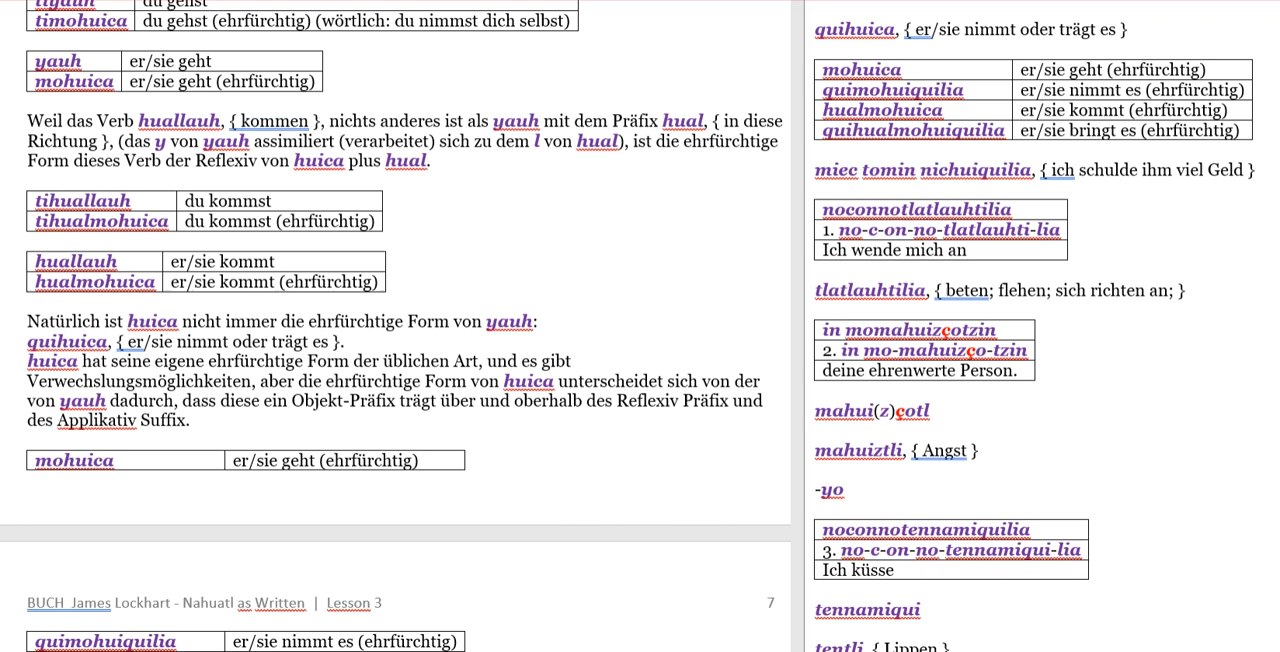 tiyauh du gehst
timohuica du gehst (ehrfürchtig) (wörtlich: du nimmst dich selbst)
yauh er/sie geht
mohuica er/sie geht (ehrfürchtig)
Weil das Verb huallauh, { kommen }, nichts anderes ist als yauh mit dem Präfix hual, { in diese
Richtung }, (das y von yauh assimiliert (verarbeitet) sich zu dem l von hual), ist die ehrfürchtige
Form dieses Verb der Reflexiv von huica plus hual.
tihuallauh du kommst
tihualmohuica du kommst (ehrfürchtig)
huallauh er/sie kommt
hualmohuica er/sie kommt (ehrfürchtig)
Natürlich ist huica nicht immer die ehrfürchtige Form von yauh:
quihuica, { er/sie nimmt oder trägt es }.
huica hat seine eigene ehrfürchtige Form der üblichen Art, und es gibt
Verwechslungsmöglichkeiten, aber die ehrfürchtige Form von huica unterscheidet sich von der
von yauh dadurch, dass diese ein Objekt-Präfix trägt über und oberhalb des Reflexiv Präfix und
des Applikativ Suffix.
mohuica er/sie geht (ehrfürchtig)
BUCH James Lockhart - Nahuatl as Written | Lesson 3 7
quimohuiquilia er/sie nimmt es (ehrfürchtig)
quihuica, { er/sie nimmt oder trägt es }
mohuica er/sie geht (ehrfürchtig)
quimohuiquilia er/sie nimmt es (ehrfürchtig)
hualmohuica er/sie kommt (ehrfürchtig)
quihualmohuiquilia er/sie bringt es (ehrfürchtig)
miec tomin nichuiquilia, { ich schulde ihm viel Geld }
noconnotlatlauhtilia
1. no-c-on-no-tlatlauhti-lia
Ich wende mich an
tlatlauhtilia, { beten; flehen; sich richten an; }
in momahuizçotzin
2. in mo-mahuizço-tzin
deine ehrenwerte Person.
mahui(z)çotl
mahuiztli, { Angst }
-yo
noconnotennamiquilia
3. no-c-on-no-tennamiqui-lia
Ich küsse
tennamiqui
tentli, { Lippen }